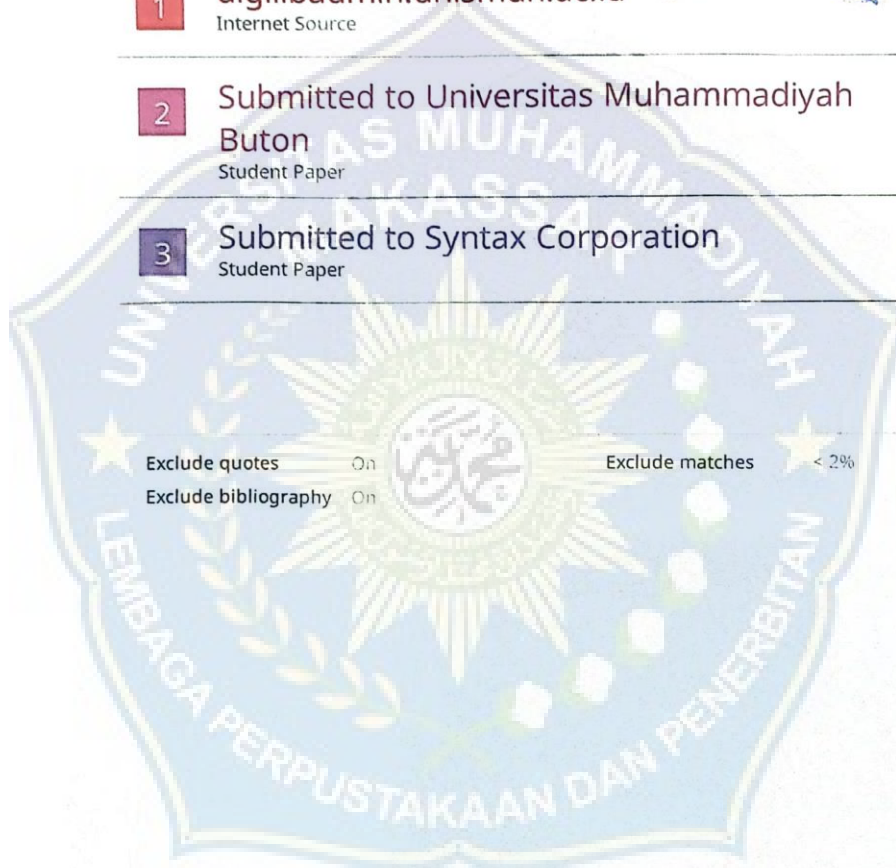 1
Internet Source
2
Submitted to Universitas Muhammadiyah
Buton
Student Paper
3
Submitted to Syntax Corporation
Student Paper
Exclude quotes On
Exclude matches < 2%
Exclude bibliography On
UNIVERSITAS MUHAMMADIYAH
MAKASSAR
LEMBAGA PERPUSTAKAAN DAN PENERBITAN